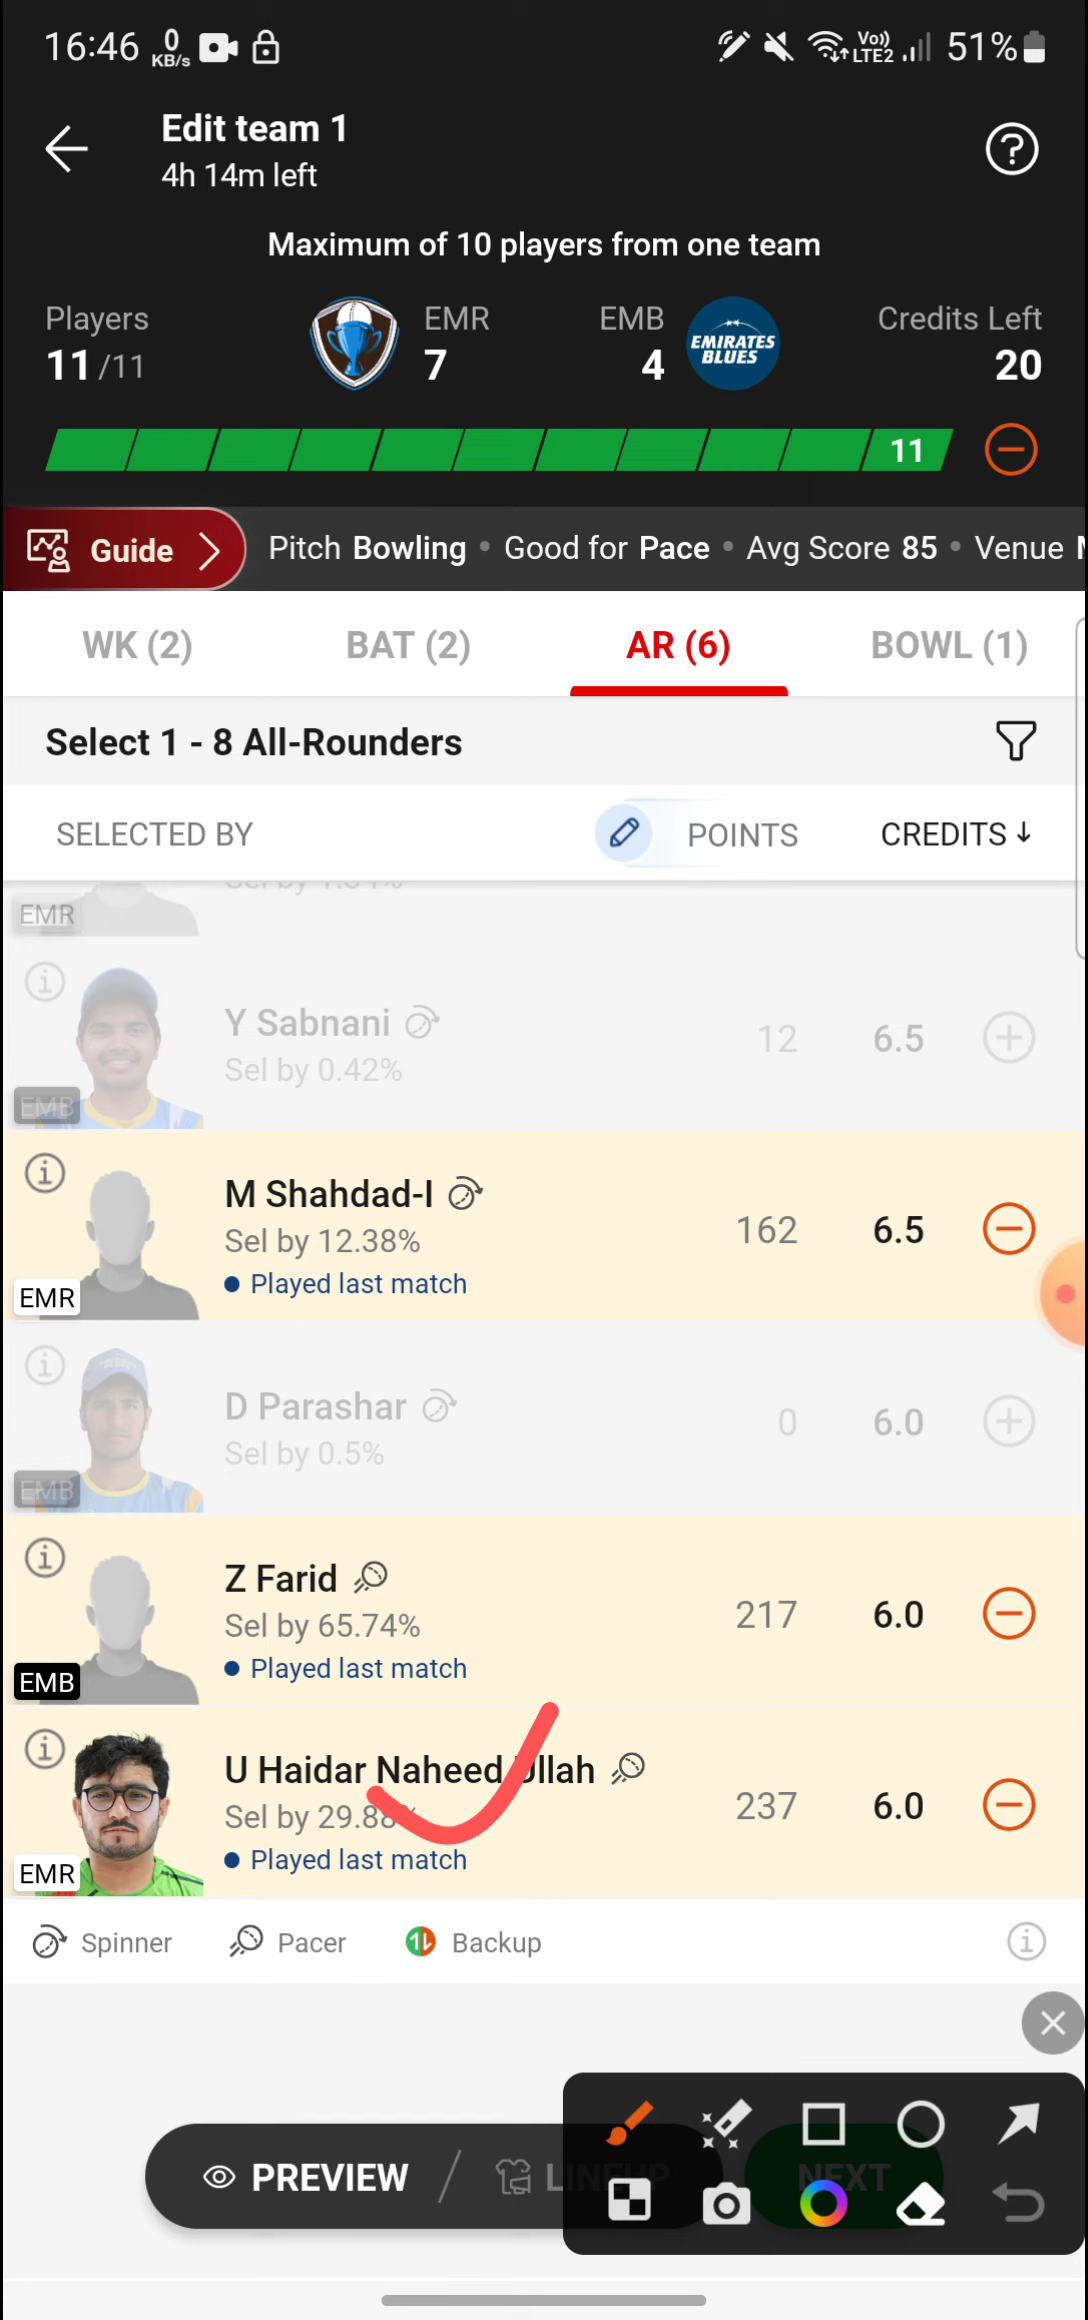 16:46 0 KB/s Vo)) LTE2 51%
Edit team 1
4h 14m left
Maximum of 10 players from one team
Players EMR EMB Credits Left
11/11 7 4 20
EMIRATES BLUES
11
Guide Pitch Bowling • Good for Pace • Avg Score 85 • Venue
WK (2) BAT (2) AR (6) BOWL (1)
Select 1 - 8 All-Rounders
SELECTED BY POINTS CREDITS ↓
EMR
Y Sabnani 12 6.5
Sel by 0.42%
EMB
M Shahdad-I 162 6.5
Sel by 12.38%
• Played last match
EMR
D Parashar 0 6.0
Sel by 0.5%
EMB
Z Farid 217 6.0
Sel by 65.74%
• Played last match
EMB
U Haidar Naheed Ullah 237 6.0
Sel by
• Played last match
EMR
Spinner Pacer Backup
PREVIEW / LINEUP NEXT